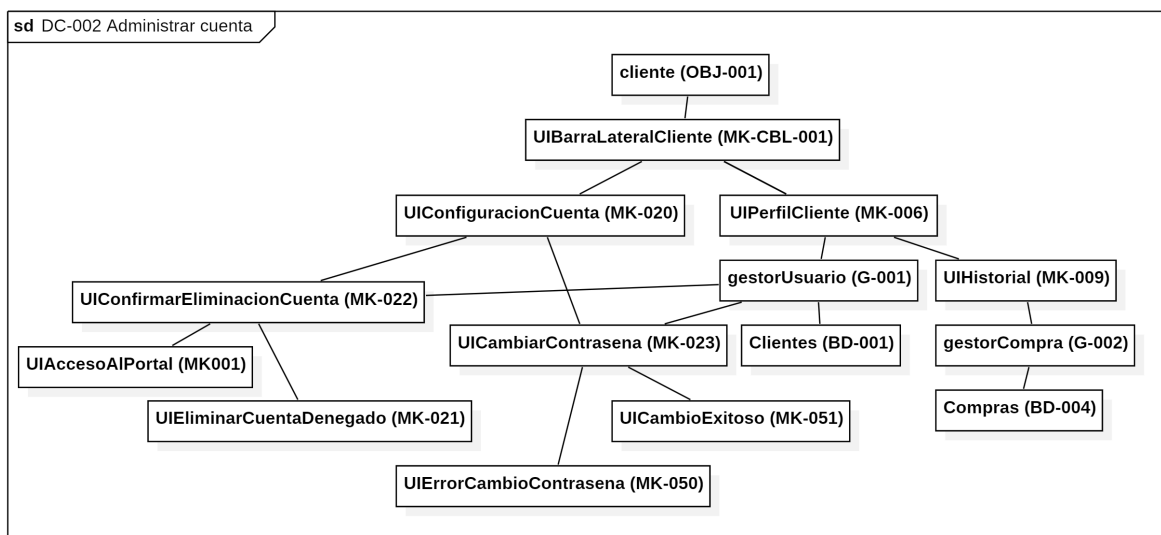 sd DC-002 Administrar cuenta
cliente (OBJ-001)
UIBarraLateralCliente (MK-CBL-001)
UIConfiguracionCuenta (MK-020)
UIPerfilCliente (MK-006)
gestorUsuario (G-001)
UIHistorial (MK-009)
UIConfirmarEliminacionCuenta (MK-022)
UICambiarContrasena (MK-023)
Clientes (BD-001)
gestorCompra (G-002)
UIAccesoAlPortal (MK001)
Compras (BD-004)
UIEliminarCuentaDenegado (MK-021)
UICambioExitoso (MK-051)
UIErrorCambioContrasena (MK-050)